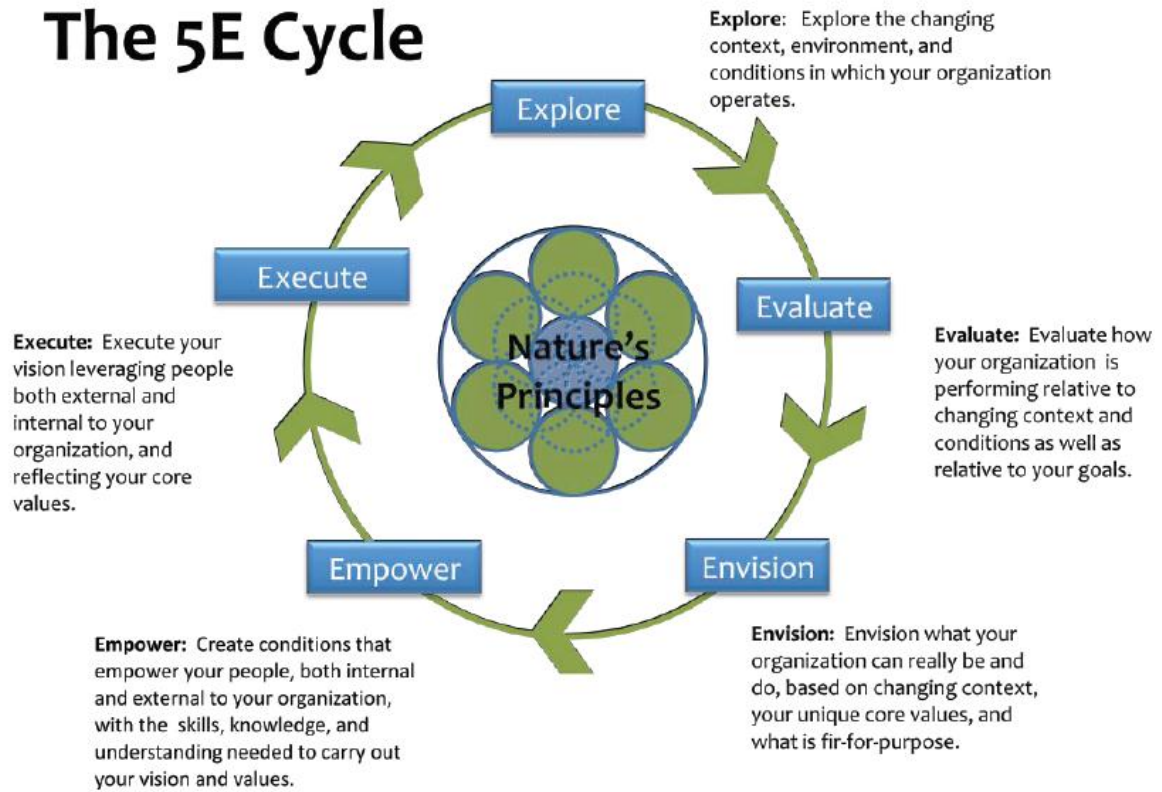 The 5E Cycle
Explore:  Explore the changing
context, environment, and
conditions in which your organization
operates.
Explore
Evaluate
Evaluate:  Evaluate how
your organization  is
performing relative to
changing context and
conditions as well as
relative to your goals.
Envision
Envision:  Envision what your
organization can really be and
do, based on changing context,
your unique core values, and
what is fir-for-purpose.
Empower
Empower:  Create conditions that
empower your people, both internal
and external to your organization,
with the  skills, knowledge, and
understanding needed to carry out
your vision and values.
Execute
Execute:  Execute your
vision leveraging people
both external and
internal to your
organization, and
reflecting your core
values.
Nature's
Principles